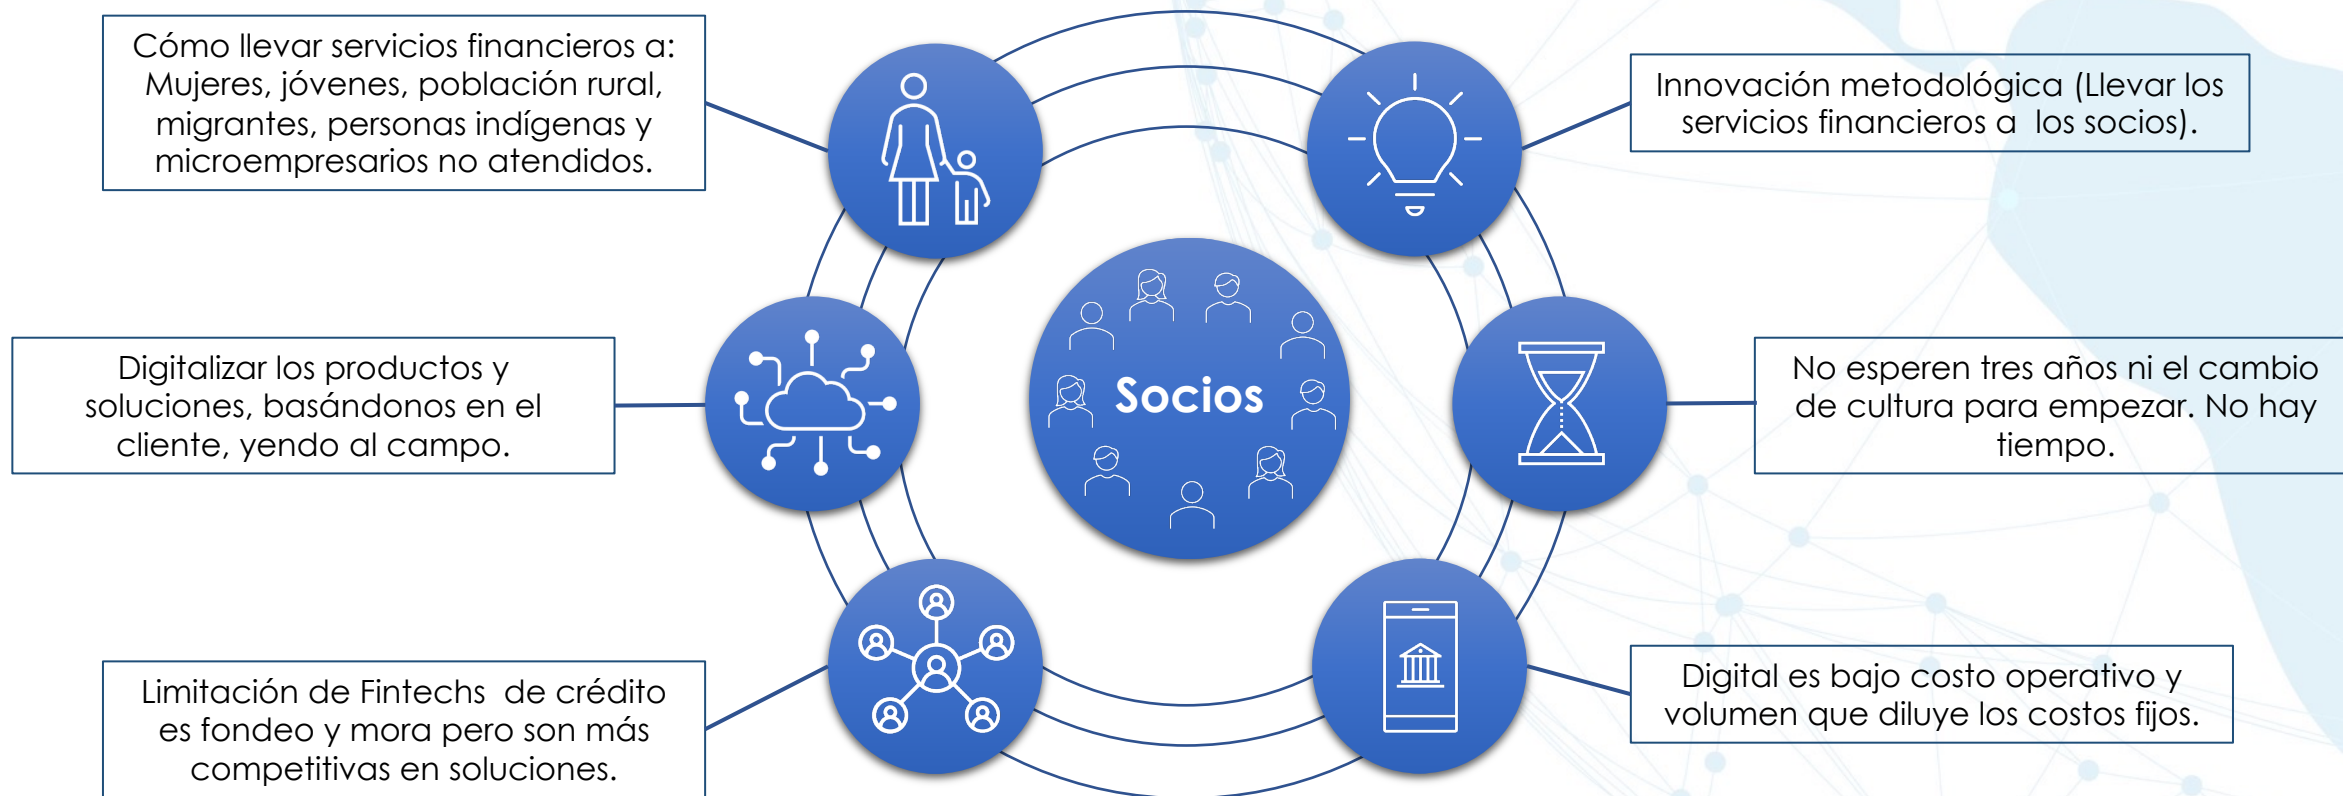 Cómo llevar servicios financieros a:
Mujeres, jóvenes, población rural,
migrantes, personas indígenas y
microempresarios no atendidos.
Innovación metodológica (Llevar los
servicios financieros a los socios).
Digitalizar los productos y
soluciones, basándonos en el
cliente, yendo al campo.
Socios
No esperen tres años ni el cambio
de cultura para empezar. No hay
tiempo.
Limitación de Fintechs de crédito
es fondeo y mora pero son más
competitivas en soluciones.
Digital es bajo costo operativo y
volumen que diluye los costos fijos.